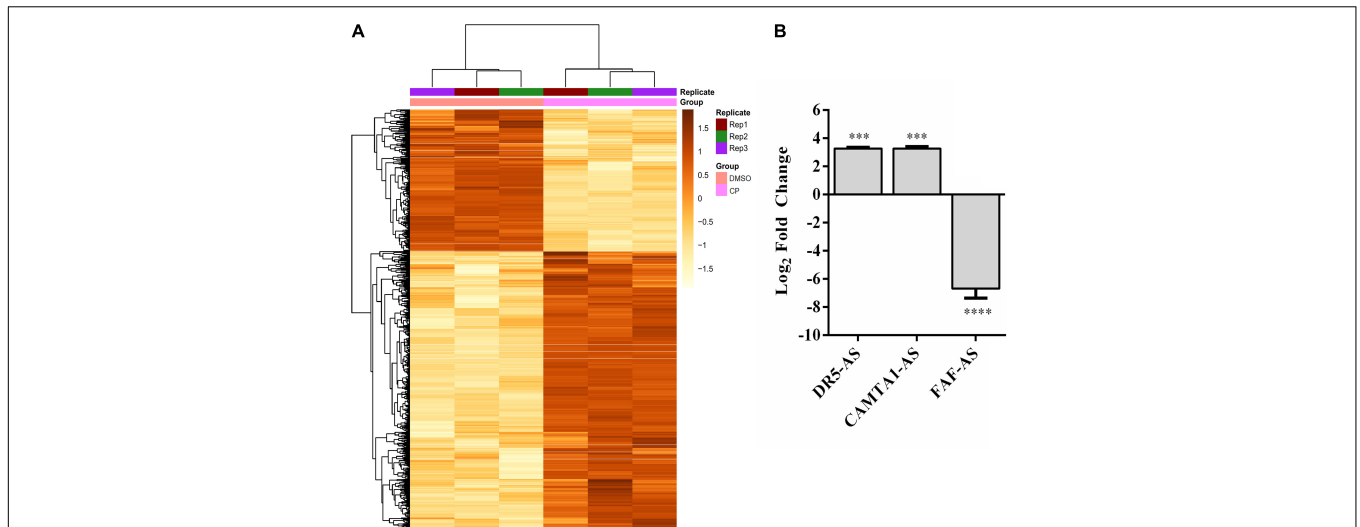 A
Replicate
Group
1.5
1
0.5
0
−0.5
−1
−1.5
Replicate
Rep1
Rep2
Rep3
Group
DMSO
CP
B
Log2 Fold Change
6
4
2
0
-2
-4
-6
-8
-10
***
***
****
DR5-AS
CAMTA1-AS
FAF-AS